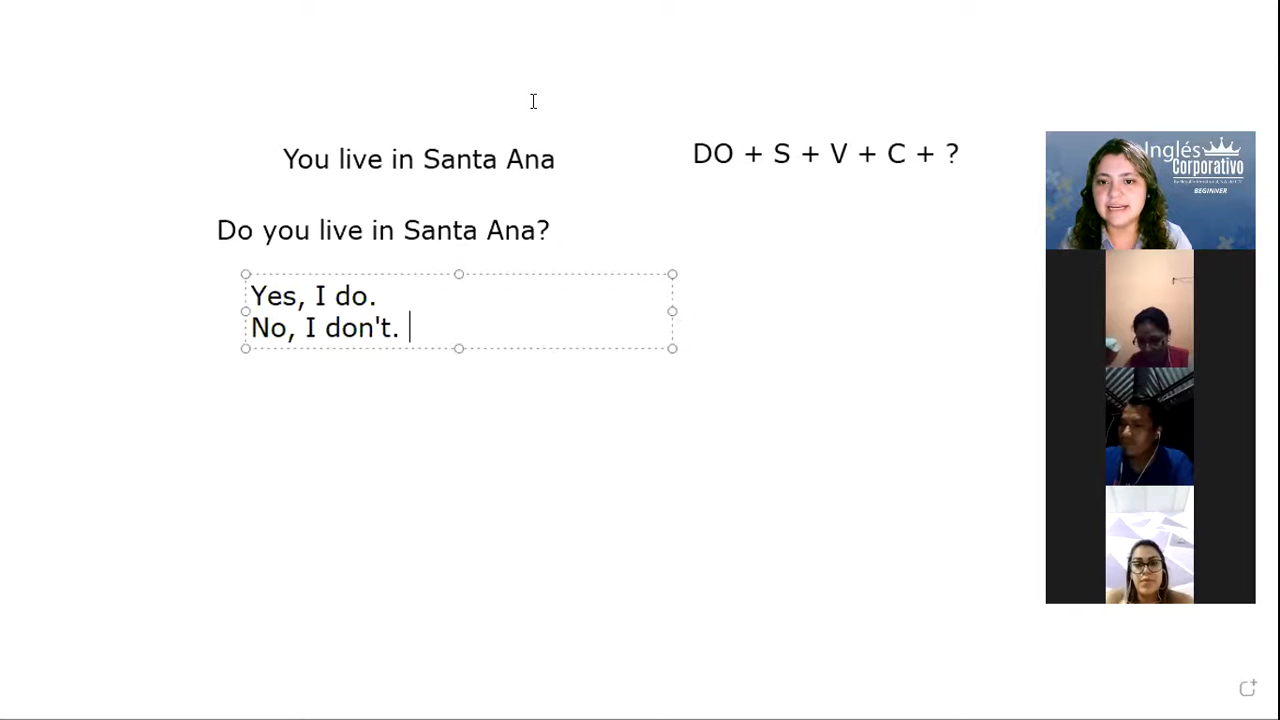 You live in Santa Ana
DO + S + V + C + ?
Do you live in Santa Ana?
Yes, I do.
No, I don't.
Inglés
Corporativo
BEGINNER